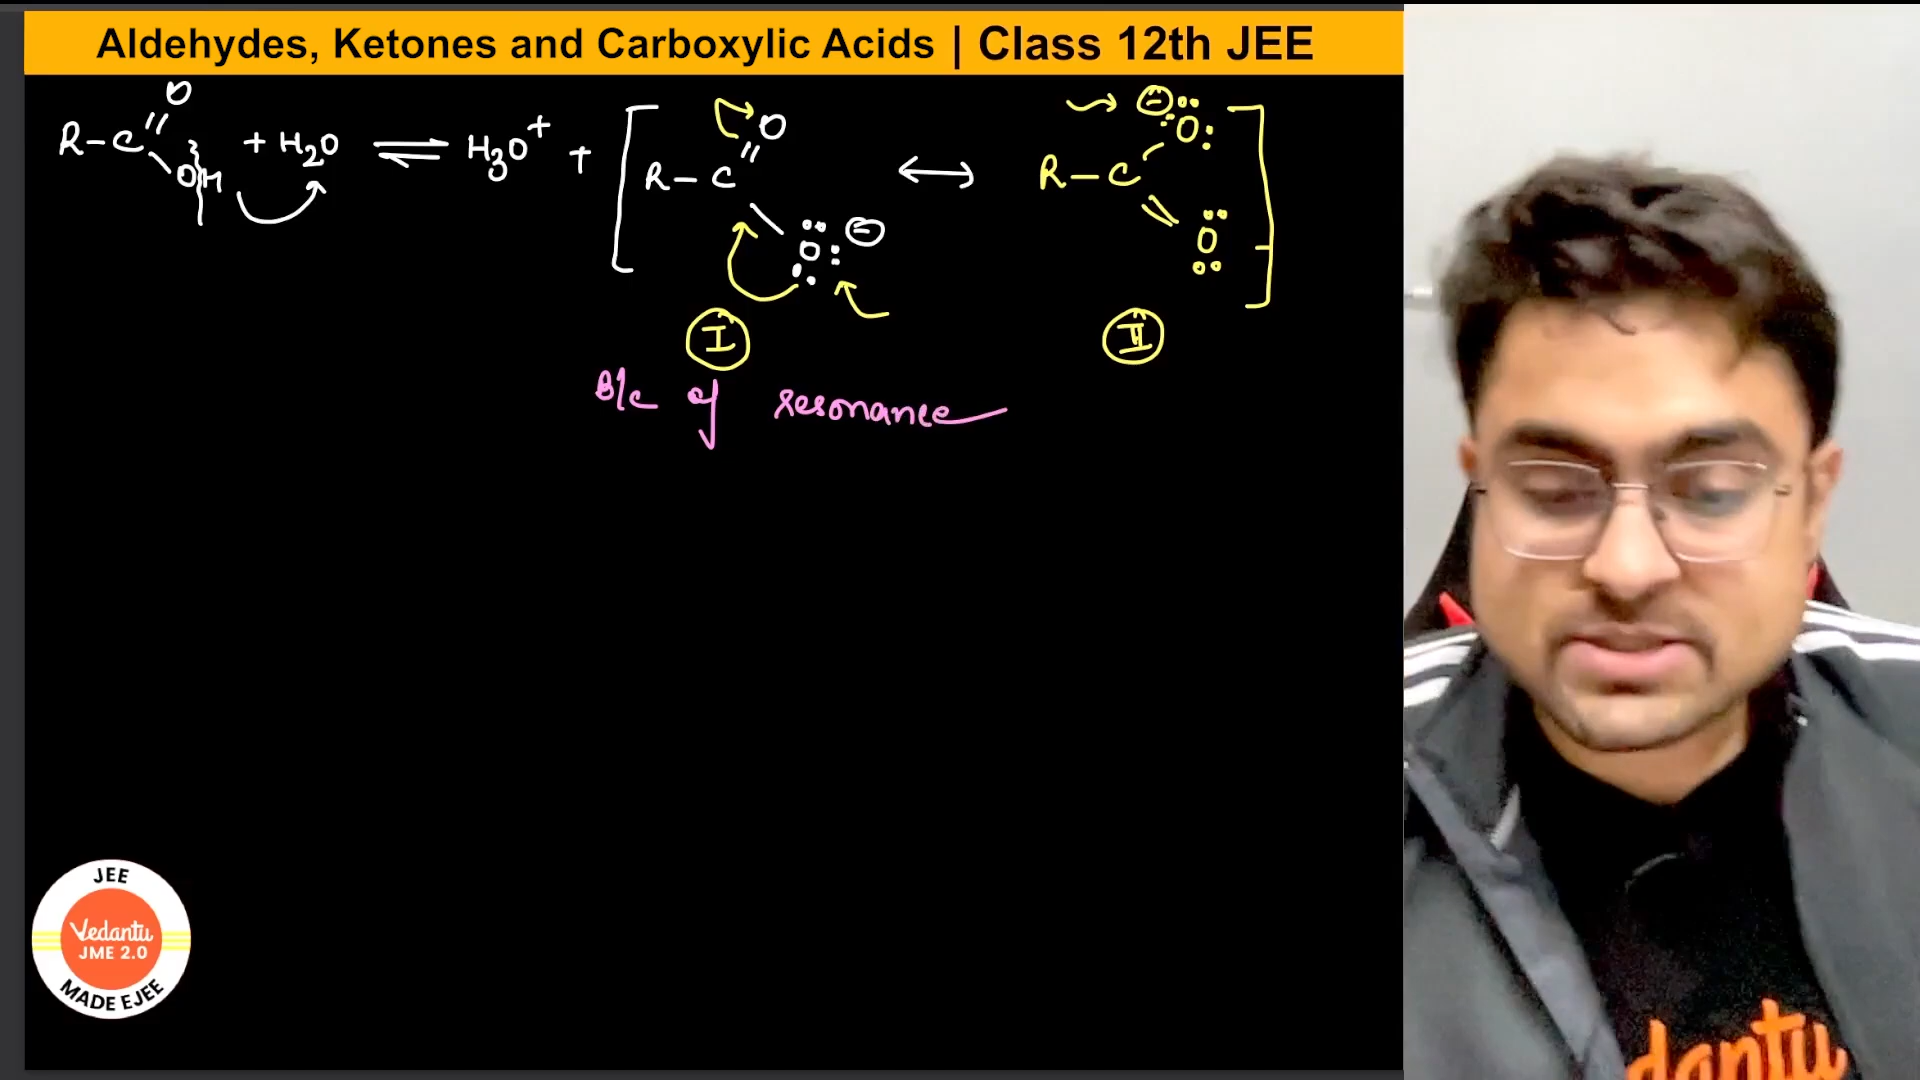 Aldehydes, Ketones and Carboxylic Acids | Class 12th JEE
R-C(=O)-OH + H2O ⇌ H3O+ + [R-C(=O)-O⊖ ↔ R-C(-O⊖)=O]
I II
B/c of resonance
JEE
Vedantu
JME 2.0
MADE EJEE
dantu